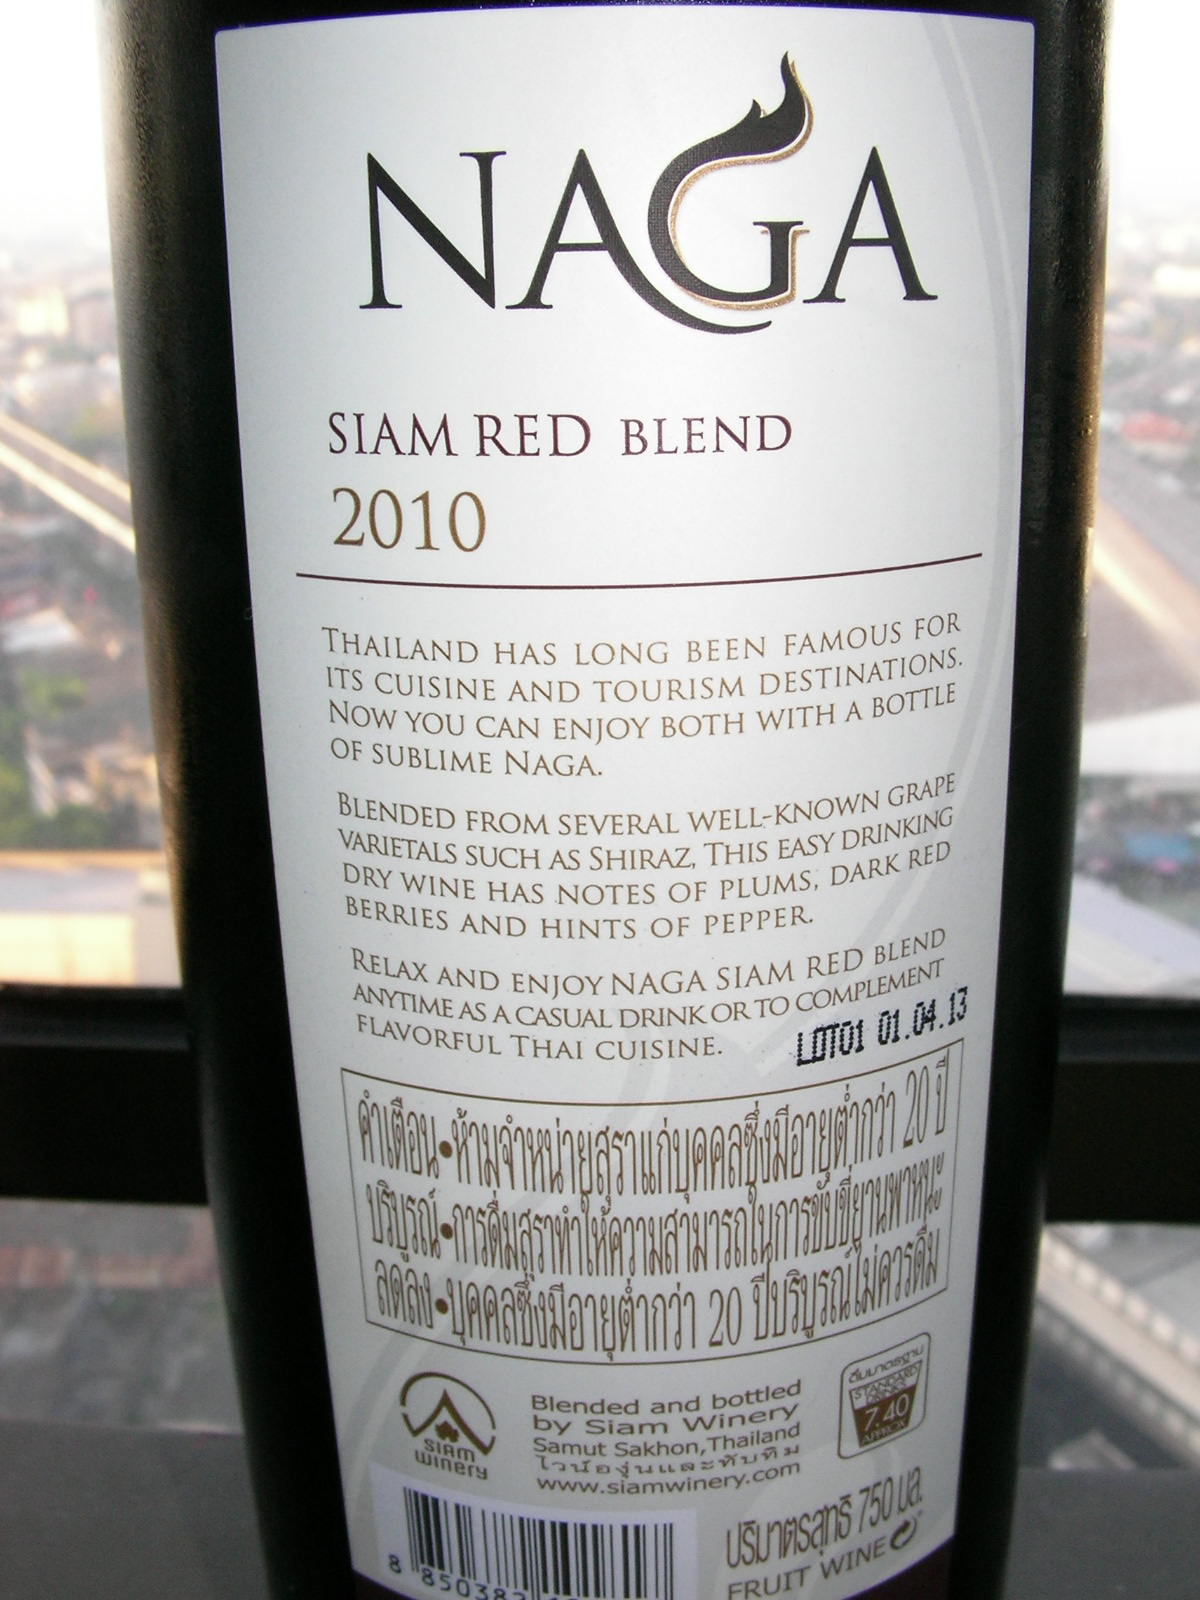 NAGA
SIAM RED BLEND
2010
THAILAND HAS LONG BEEN FAMOUS FOR
ITS CUISINE AND TOURISM DESTINATIONS.
NOW YOU CAN ENJOY BOTH WITH A BOTTLE
OF SUBLIME NAGA.
BLENDED FROM SEVERAL WELL-KNOWN GRAPE
VARIETALS SUCH AS SHIRAZ, THIS EASY DRINKING
DRY WINE HAS NOTES OF PLUMS, DARK RED
BERRIES AND HINTS OF PEPPER.
RELAX AND ENJOY NAGA SIAM RED BLEND
ANYTIME AS A CASUAL DRINK OR TO COMPLEMENT
FLAVORFUL THAI CUISINE.
LOT01 01.04.13
คำเตือน•ห้ามจำหน่ายสุราแก่บุคคลซึ่งมีอายุต่ำกว่า 20 ปี
บริบูรณ์•การดื่มสุราทำให้ความสามารถในการขับขี่ยานพาหนะ
ลดลง•บุคคลซึ่งมีอายุต่ำกว่า 20 ปีบริบูรณ์ไม่ควรดื่ม
SIAM
WINERY
Blended and bottled
by Siam Winery
Samut Sakhon, Thailand
ไวน์องุ่นและทับทิม
www.siamwinery.com
ดื่มมาตรฐาน
STANDARD
DRINKS
7.40
APPROX
ปริมาตรสุทธิ 750 มล.
FRUIT WINE
8 850382